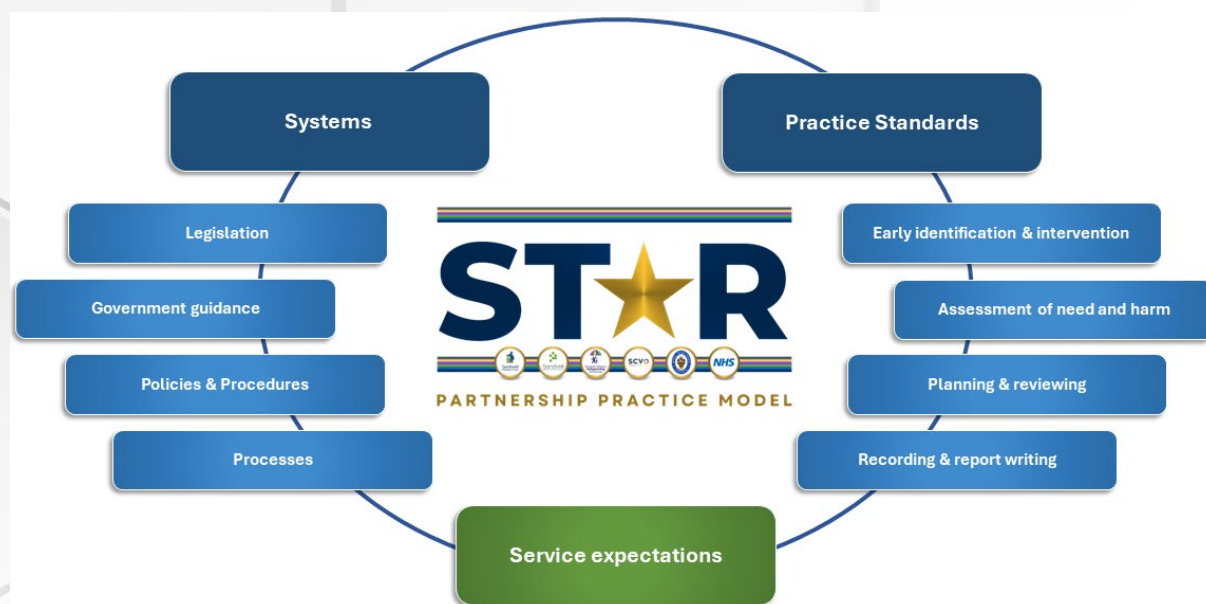 Systems
Practice Standards
Legislation
Government guidance
Policies & Procedures
Processes
STAR
SCVO
NHS
PARTNERSHIP PRACTICE MODEL
Early identification & intervention
Assessment of need and harm
Planning & reviewing
Recording & report writing
Service expectations